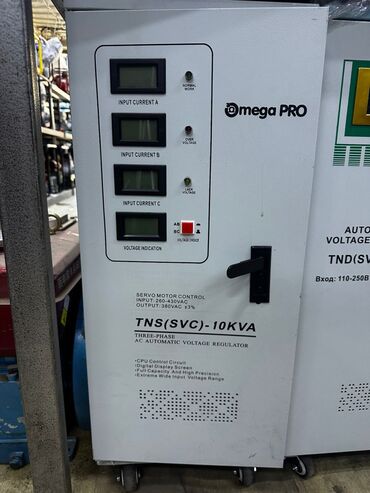 INPUT CURRENT A
NORMAL WORK
INPUT CURRENT B
OVER VOLTAGE
INPUT CURRENT C
VOLTAGE
AB
BC
VOLTAGE INDICATION
VOLTAGE CHOICE
Omega PRO
SERVO MOTOR CONTROL
INPUT: 260-430VAC
OUTPUT: 380VAC ±3%
TNS(SVC)-10KVA
THREE-PHASE
AC AUTOMATIC VOLTAGE REGULATOR
CPU Control Circuit
Digital Display Screen
Full Capacity And High Precision
Extreme Wide Input Voltage Range
AUTO
VOLTAGE
TND(SV
Вход: 110-250В